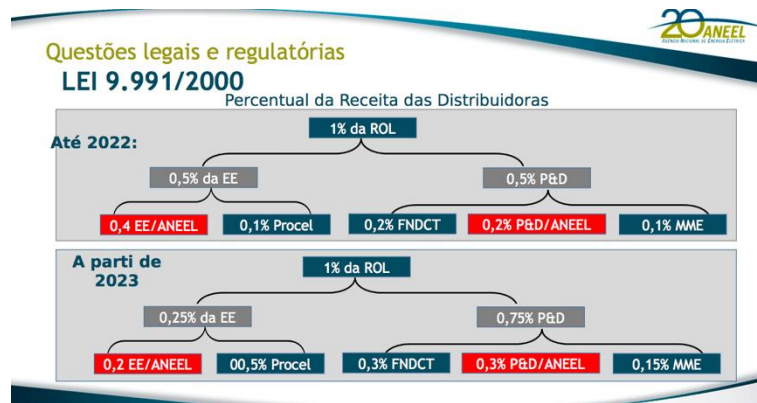 20 ANEEL
AGÊNCIA NACIONAL DE ENERGIA ELÉTRICA
Questões legais e regulatórias
LEI 9.991/2000
Percentual da Receita das Distribuidoras
Até 2022:
1% da ROL
0,5% da EE
0,5% P&D
0,4 EE/ANEEL
0,1% Procel
0,2% FNDCT
0,2% P&D/ANEEL
0,1% MME
A parti de
2023
1% da ROL
0,25% da EE
0,75% P&D
0,2 EE/ANEEL
00,5% Procel
0,3% FNDCT
0,3% P&D/ANEEL
0,15% MME